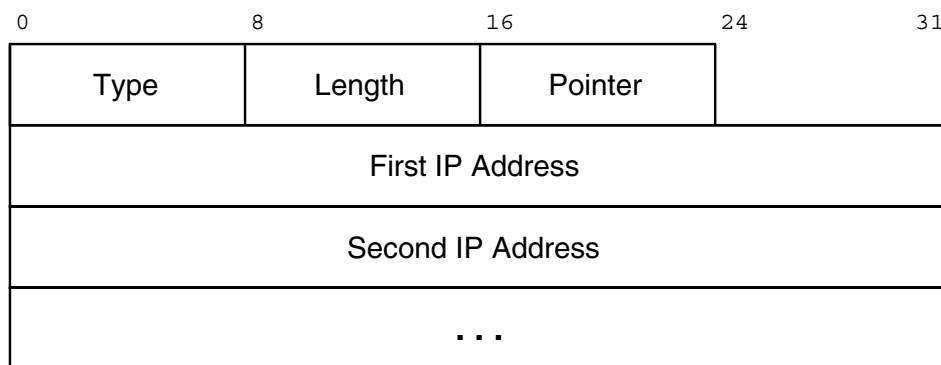 0 8 16 24 31
Type Length Pointer
First IP Address
Second IP Address
...